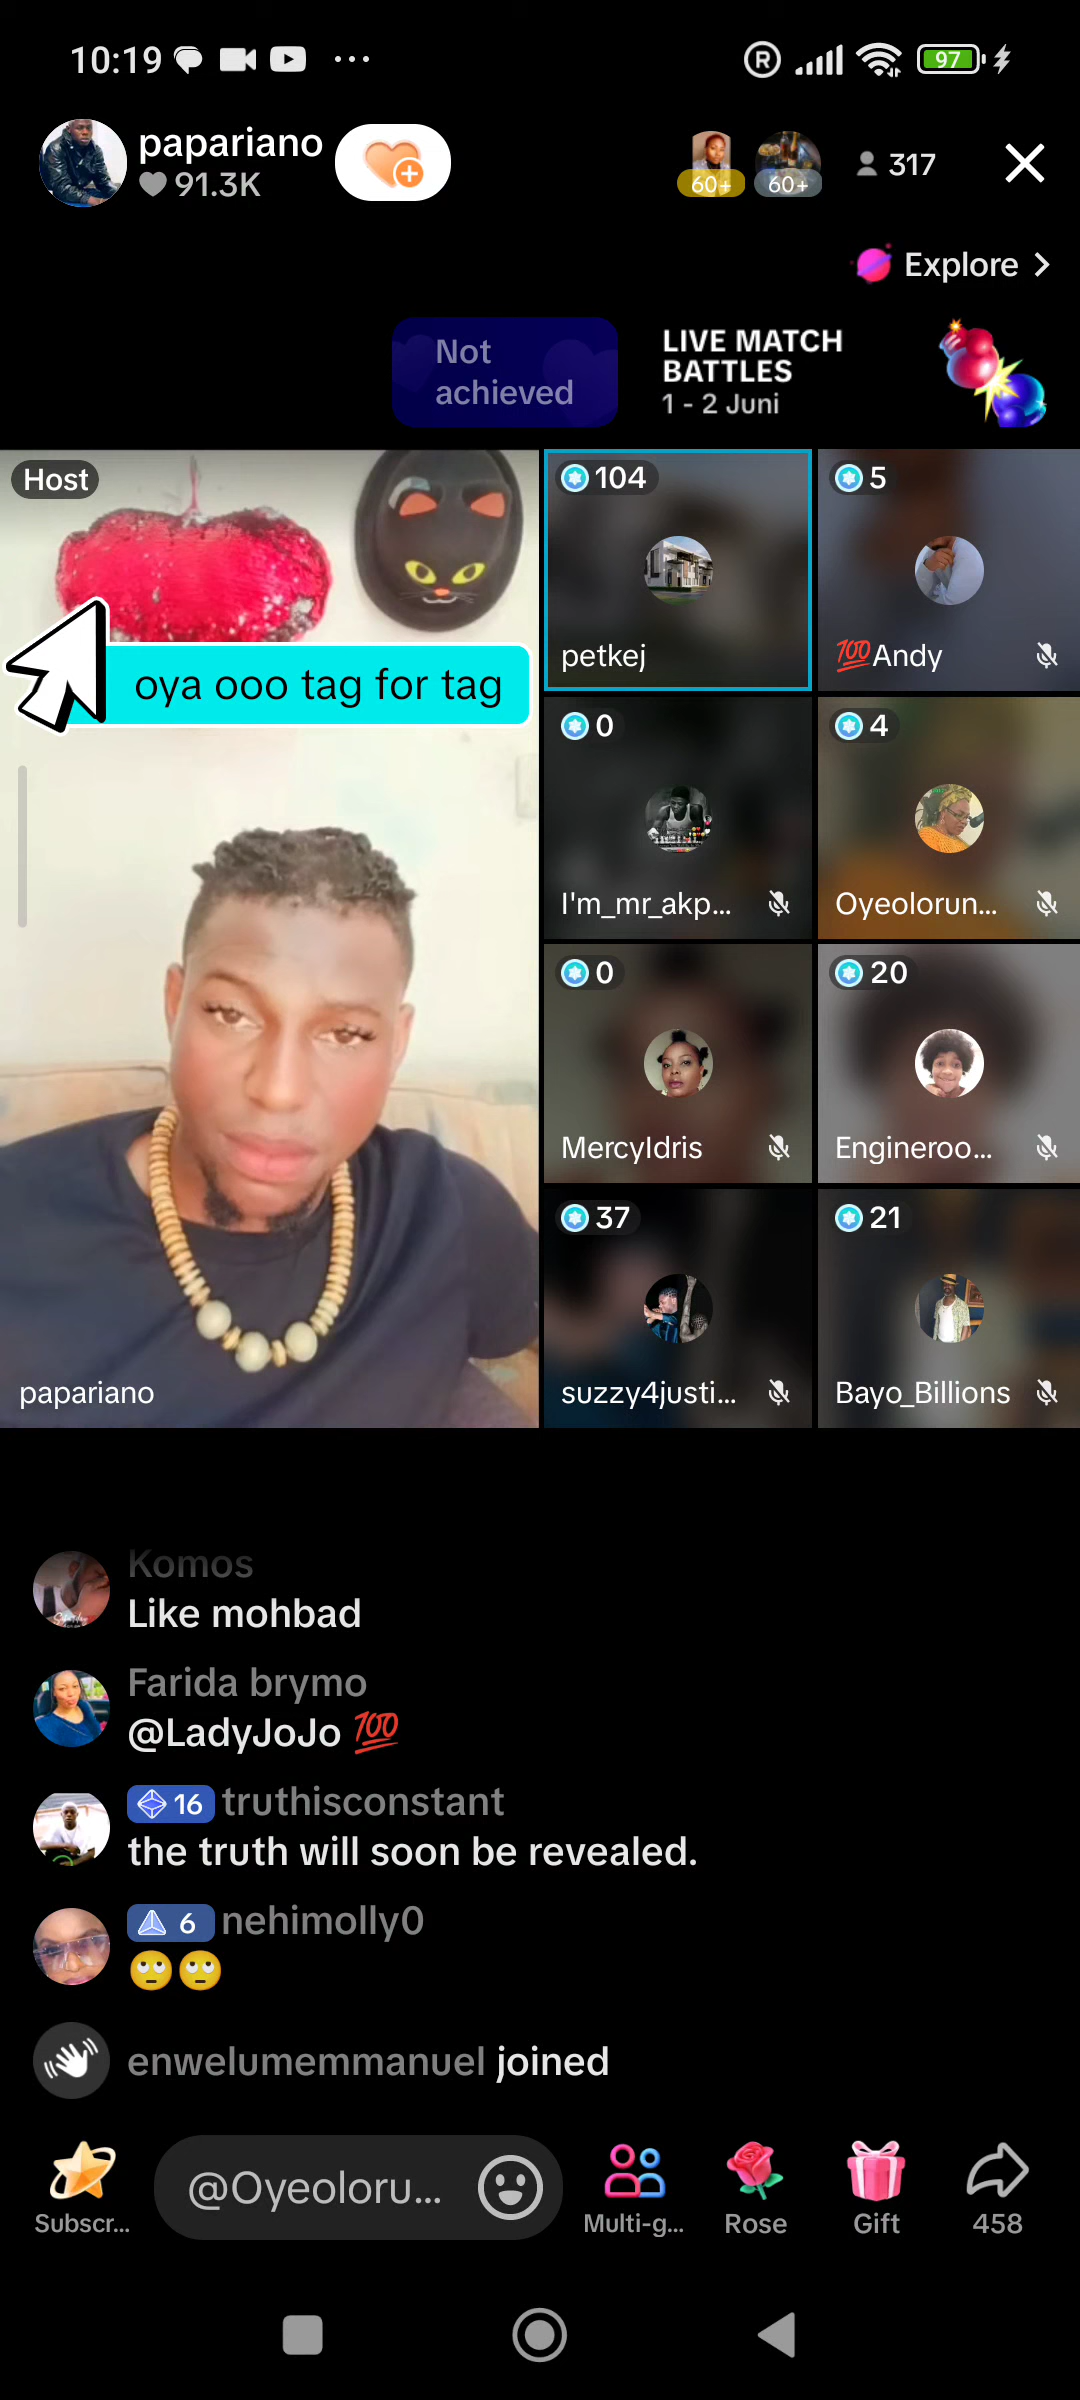 10:19
97
papariano
91.3K
60+
60+
317
Explore
Not
achieved
LIVE MATCH
BATTLES
1 - 2 Juni
Host
oya ooo tag for tag
papariano
104
petkej
5
💯Andy
0
I'm_mr_akp...
4
Oyeolorun...
0
MercyIdris
20
Engineroo...
37
suzzy4justi...
21
Bayo_Billions
Komos
Like mohbad
Farida brymo
@LadyJoJo 💯
16 truthisconstant
the truth will soon be revealed.
6 nehimolly0
🙄🙄
enwelumemmanuel joined
@Oyeoloru...
Subscr...
Multi-g...
Rose
Gift
458